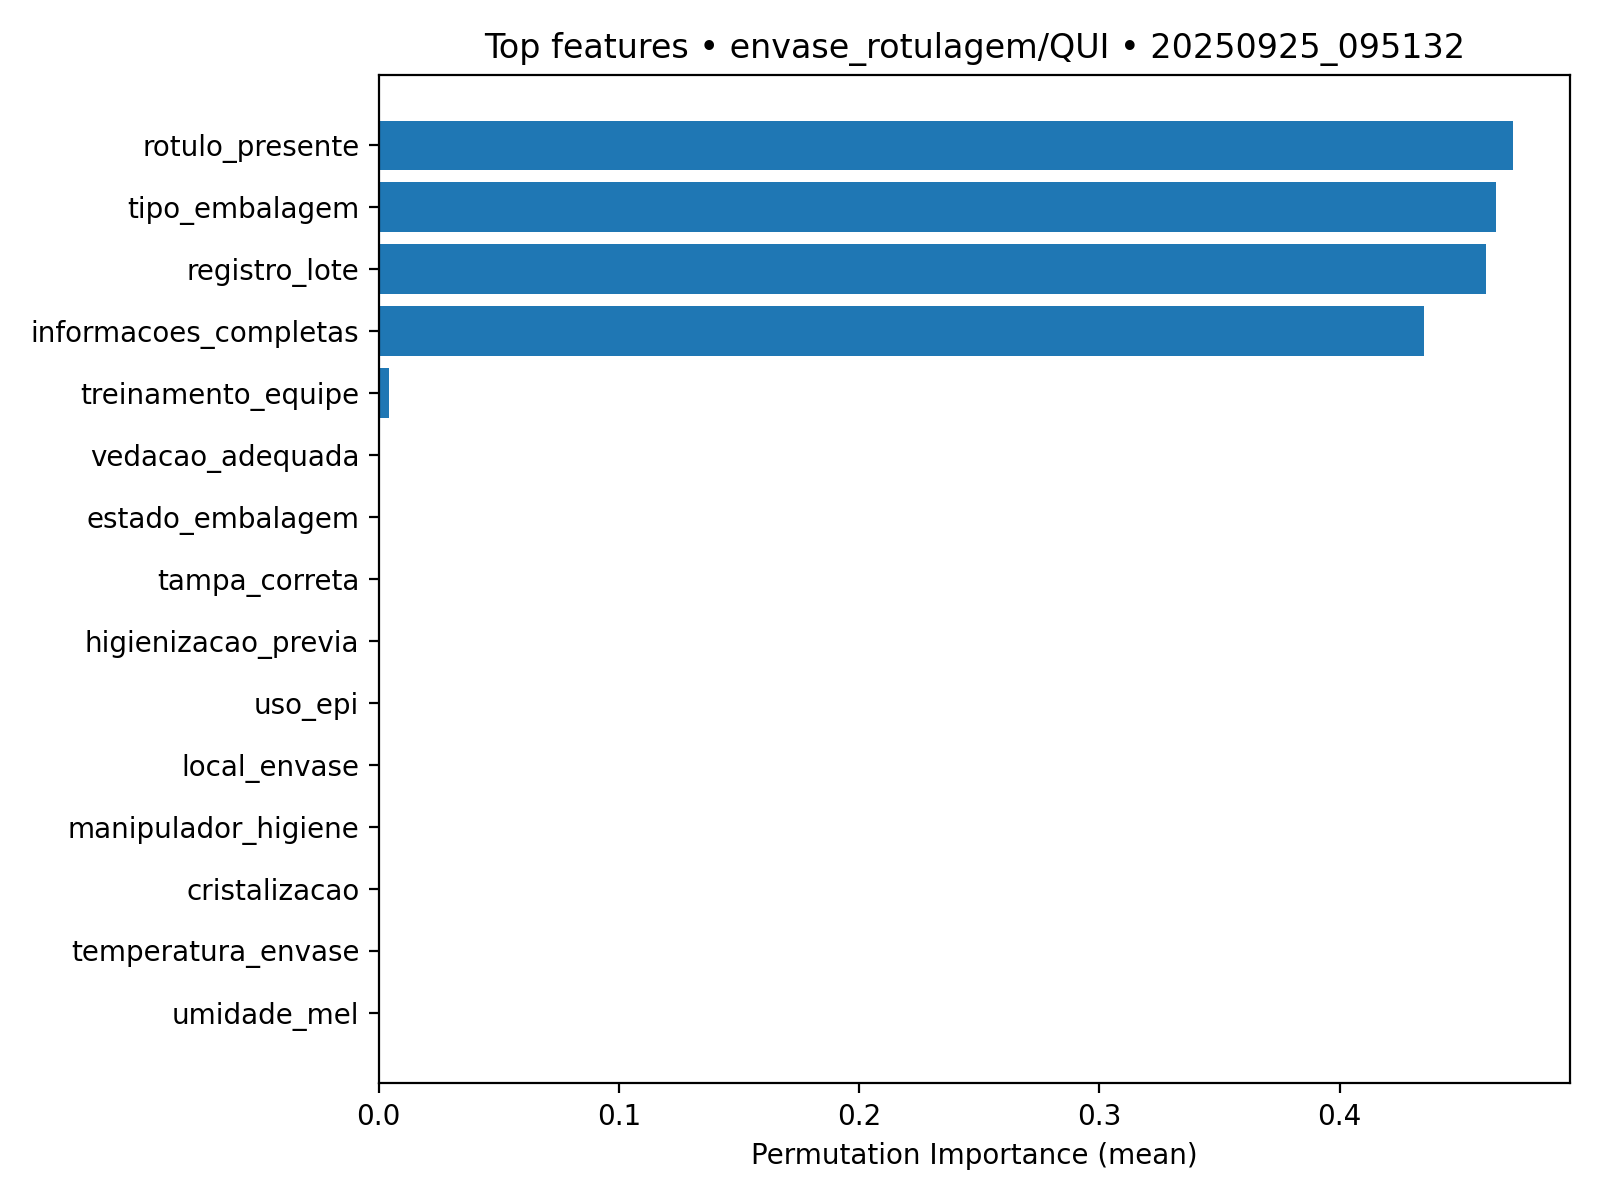 Top features • envase_rotulagem/QUI • 20250925_095132
rotulo_presente
tipo_embalagem
registro_lote
informacoes_completas
treinamento_equipe
vedacao_adequada
estado_embalagem
tampa_correta
higienizacao_previa
uso_epi
local_envase
manipulador_higiene
cristalizacao
temperatura_envase
umidade_mel
0.0 0.1 0.2 0.3 0.4
Permutation Importance (mean)